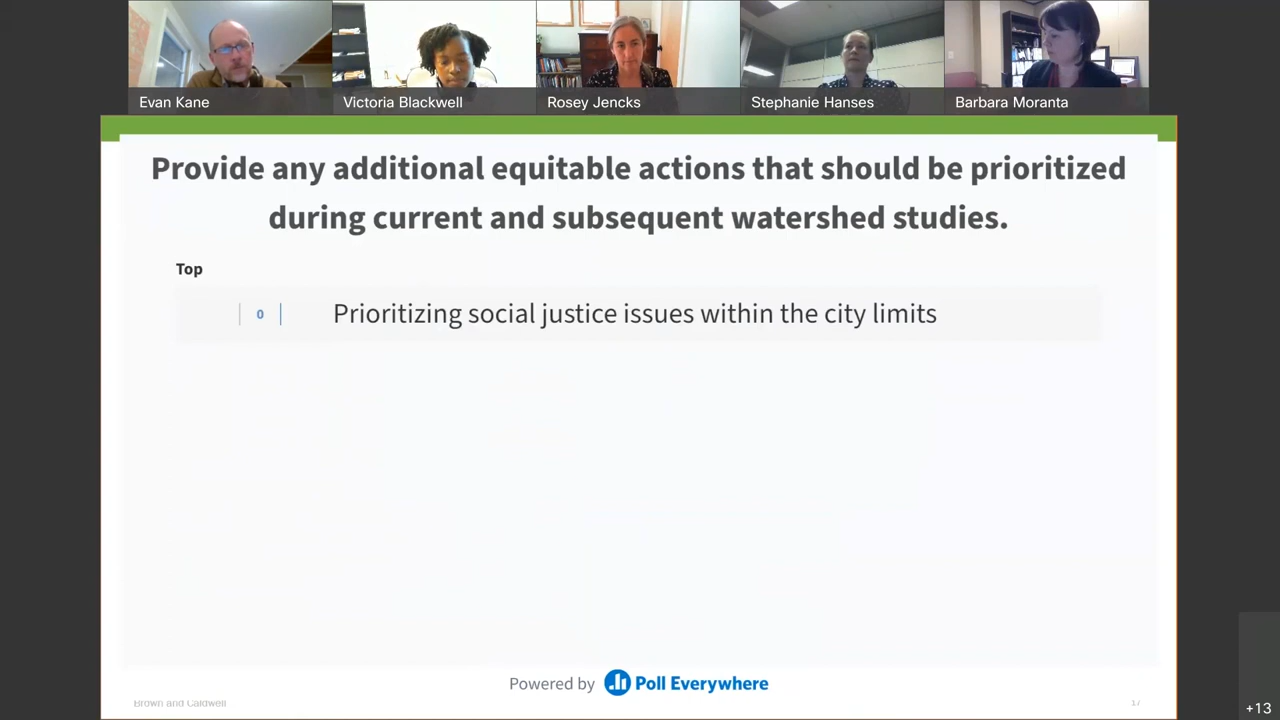 Evan Kane
Victoria Blackwell
Rosey Jencks
Stephanie Hanses
Barbara Moranta
Provide any additional equitable actions that should be prioritized
during current and subsequent watershed studies.
Top
0 Prioritizing social justice issues within the city limits
Powered by Poll Everywhere
Brown and Caldwell 17
+13